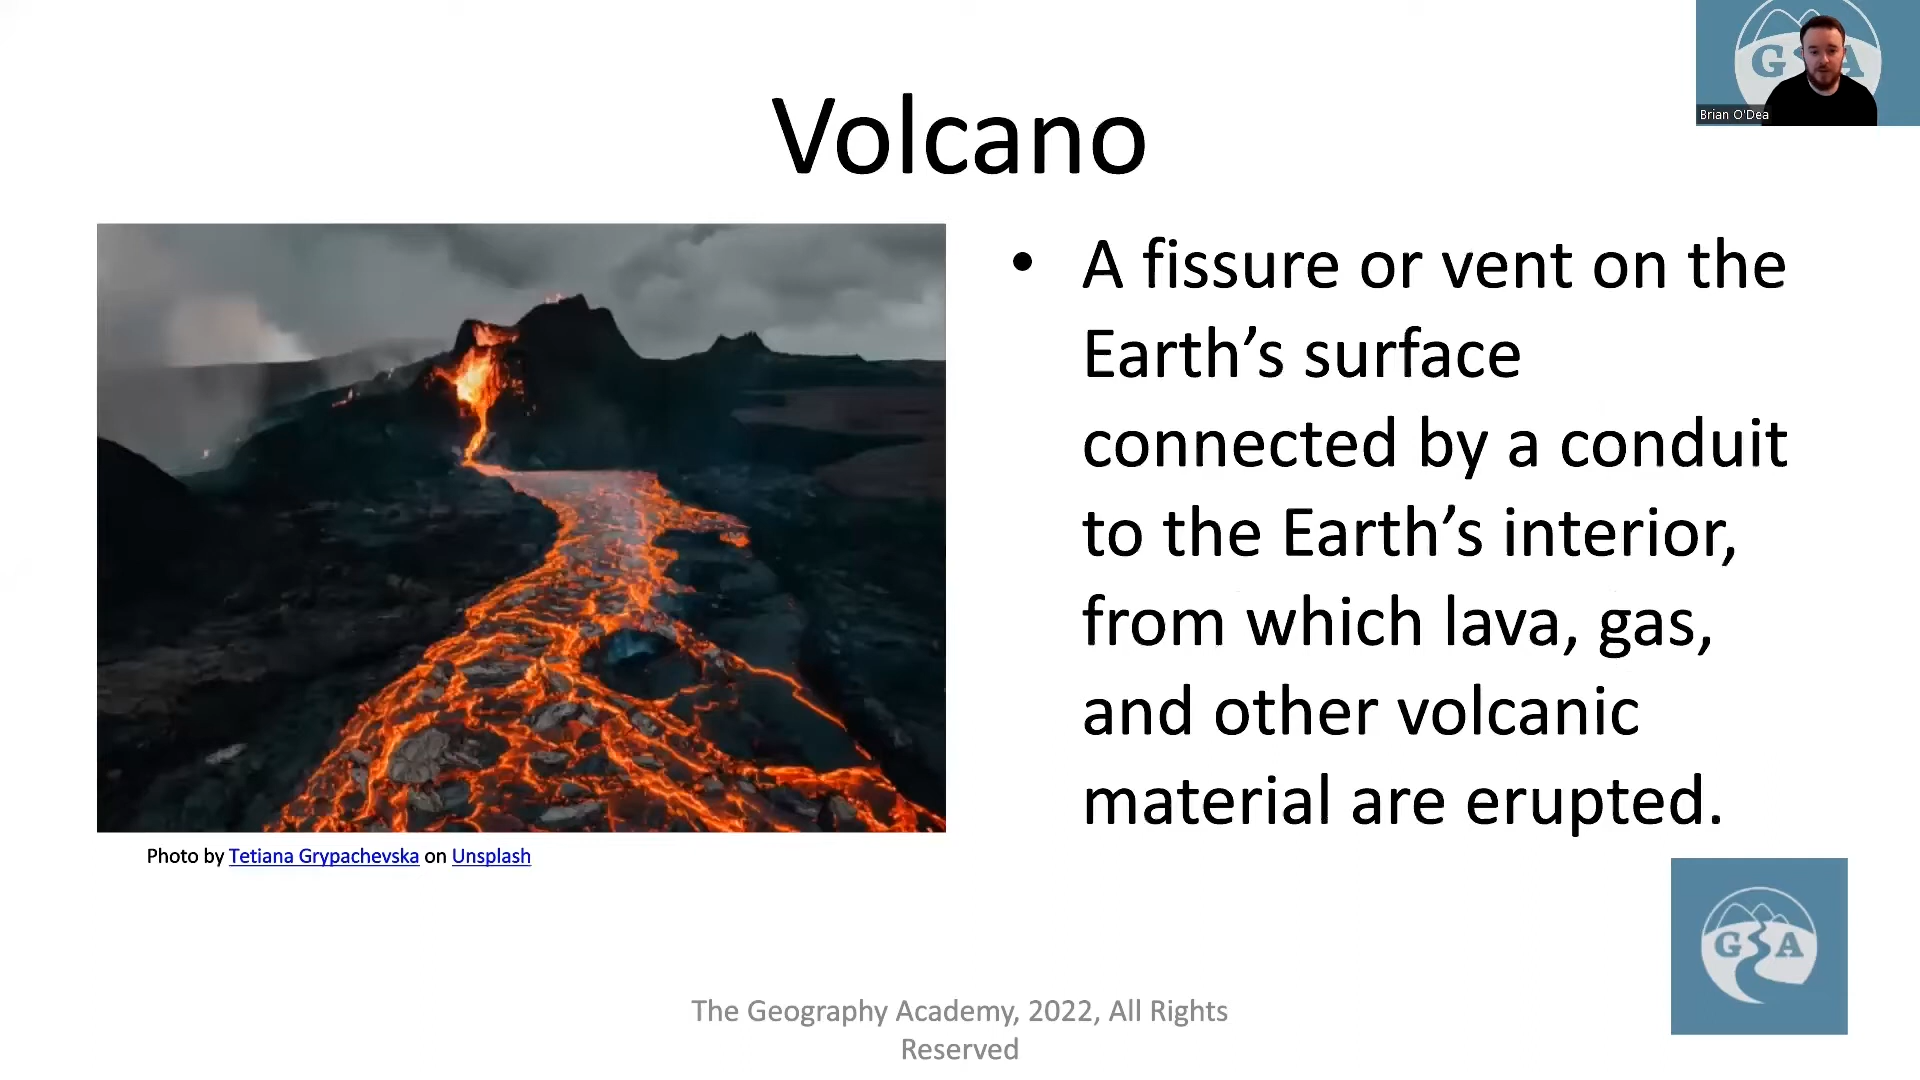 G A
Brian O'Dea
Volcano
• A fissure or vent on the
Earth’s surface
connected by a conduit
to the Earth’s interior,
from which lava, gas,
and other volcanic
material are erupted.
Photo by Tetiana Grypachevska on Unsplash
G A
The Geography Academy, 2022, All Rights
Reserved